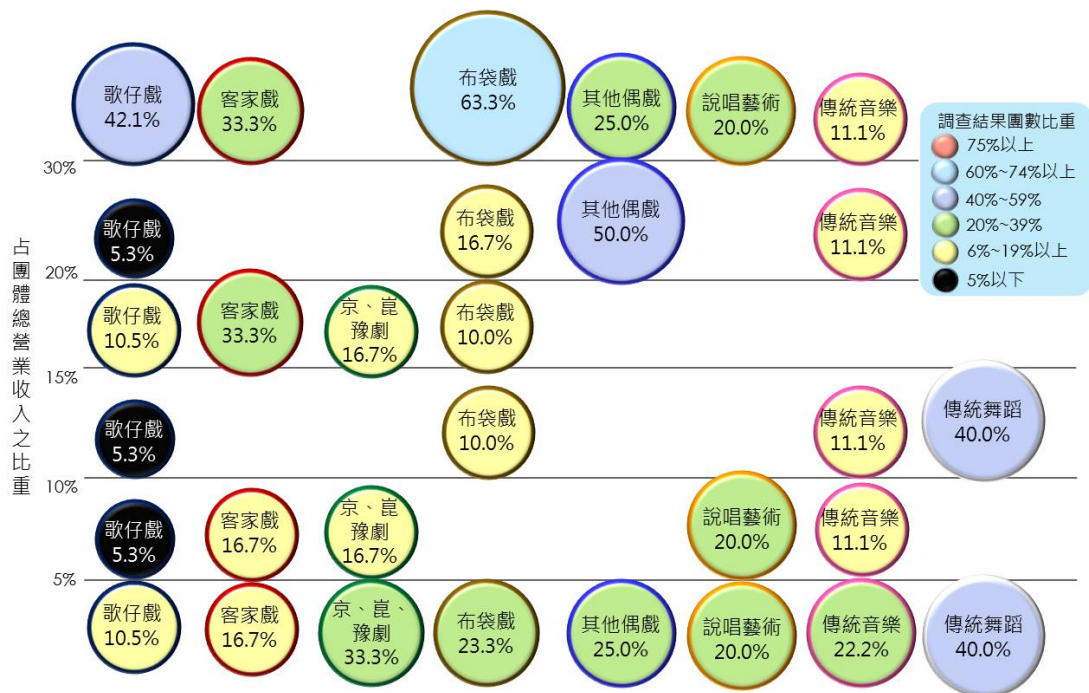 歌仔戲
42.1%
客家戲
33.3%
布袋戲
63.3%
其他偶戲
25.0%
說唱藝術
20.0%
傳統音樂
11.1%
調查結果團數比重
75%以上
60%~74%以上
40%~59%
20%~39%
6%~19%以上
5%以下
30%
歌仔戲
5.3%
布袋戲
16.7%
其他偶戲
50.0%
傳統音樂
11.1%
占團體總營業收入之比重
20%
歌仔戲
10.5%
客家戲
33.3%
京、崑
豫劇
16.7%
布袋戲
10.0%
15%
歌仔戲
5.3%
布袋戲
10.0%
傳統音樂
11.1%
傳統舞蹈
40.0%
10%
歌仔戲
5.3%
客家戲
16.7%
京、崑
豫劇
16.7%
說唱藝術
20.0%
傳統音樂
11.1%
5%
歌仔戲
10.5%
客家戲
16.7%
京、崑、
豫劇
33.3%
布袋戲
23.3%
其他偶戲
25.0%
說唱藝術
20.0%
傳統音樂
22.2%
傳統舞蹈
40.0%